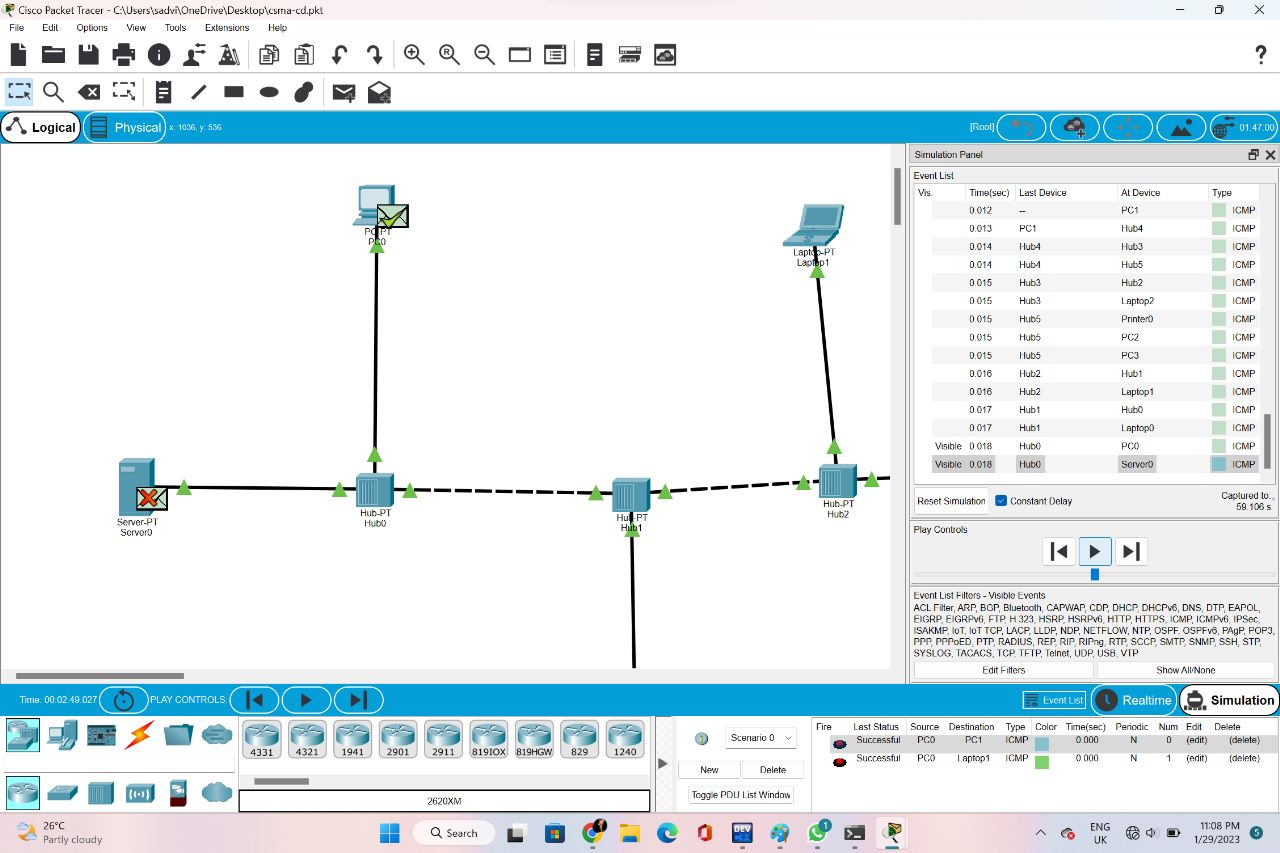 Cisco Packet Tracer - C:\Users\sadvi\OneDrive\Desktop\csma-cd.pkt
File Edit Options View Tools Extensions Help
Logical Physical x: 1036, y: 536 [Root] 01:47:00
PC-PT
PC0
Laptop-PT
Laptop1
Server-PT
Server0
Hub-PT
Hub0
Hub-PT
Hub1
Hub-PT
Hub2
Simulation Panel
Event List
Vis. Time(sec) Last Device At Device Type
0.012 -- PC1 ICMP
0.013 PC1 Hub4 ICMP
0.014 Hub4 Hub3 ICMP
0.014 Hub4 Hub5 ICMP
0.015 Hub3 Hub2 ICMP
0.015 Hub3 Laptop2 ICMP
0.015 Hub5 Printer0 ICMP
0.015 Hub5 PC2 ICMP
0.015 Hub5 PC3 ICMP
0.016 Hub2 Hub1 ICMP
0.016 Hub2 Laptop1 ICMP
0.017 Hub1 Hub0 ICMP
0.017 Hub1 Laptop0 ICMP
Visible 0.018 Hub0 PC0 ICMP
Visible 0.018 Hub0 Server0 ICMP
Reset Simulation Constant Delay Captured to:
59.106 s
Play Controls
Event List Filters - Visible Events
ACL Filter, ARP, BGP, Bluetooth, CAPWAP, CDP, DHCP, DHCPv6, DNS, DTP, EAPOL,
EIGRP, EIGRPv6, FTP, H.323, HSRP, HSRPv6, HTTP, HTTPS, ICMP, ICMPv6, IPSec,
ISAKMP, IoT, IoT TCP, LACP, LLDP, NDP, NETFLOW, NTP, OSPF, OSPFv6, PAgP, POP3,
PPP, PPPoED, PTP, RADIUS, REP, RIP, RIPng, RTP, SCCP, SMTP, SNMP, SSH, STP,
SYSLOG, TACACS, TCP, TFTP, Telnet, UDP, USB, VTP
Edit Filters Show All/None
Time: 00:02:49.027 PLAY CONTROLS: Event List Realtime Simulation
4331 4321 1941 2901 2911 819IOX 819HGW 829 1240
2620XM
Scenario 0
New Delete
Toggle PDU List Window
Fire Last Status Source Destination Type Color Time(sec) Periodic Num Edit Delete
Successful PC0 PC1 ICMP 0.000 N 0 (edit) (delete)
Successful PC0 Laptop1 ICMP 0.000 N 1 (edit) (delete)
26°C
Partly cloudy
Search
DEV
1
ENG
UK
11:08 PM
1/29/2023
5